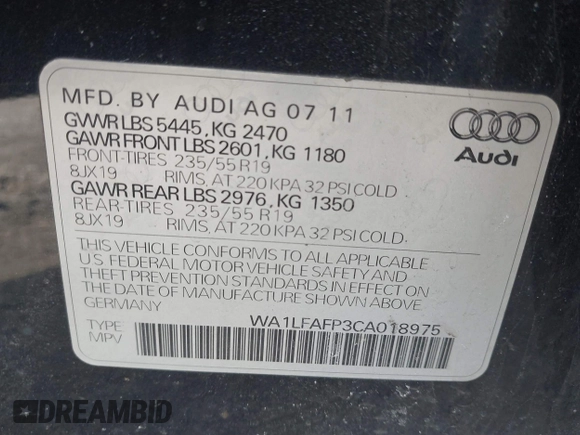 MFD. BY AUDI AG 07 11
GVWR LBS 5445, KG 2470
GAWR FRONT LBS 2601, KG 1180
FRONT-TIRES 235/55 R19
8JX19 RIMS, AT 220 KPA 32 PSI COLD
GAWR REAR LBS 2976, KG 1350
REAR-TIRES 235/55 R19
8JX19 RIMS, AT 220 KPA 32 PSI COLD.
THIS VEHICLE CONFORMS TO ALL APPLICABLE
U.S. FEDERAL MOTOR VEHICLE SAFETY AND
THEFT PREVENTION STANDARDS IN EFFECT ON
THE DATE OF MANUFACTURE SHOWN ABOVE.
GERMANY
WA1LFAFP3CA018975
TYPE
MPV
Audi
DREAMBID